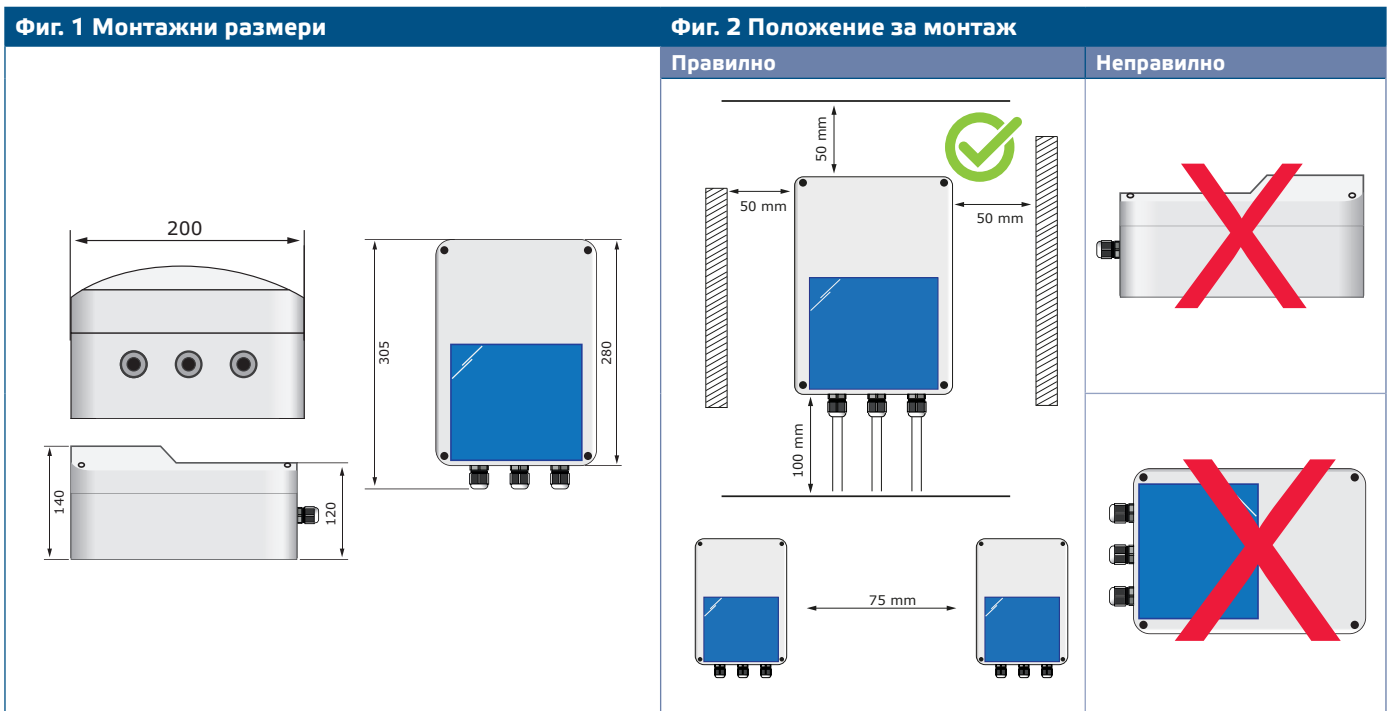 Фиг. 1 Монтажни размери
Фиг. 2 Положение за монтаж
Правилно
Неправилно
200
305
280
140
120
50 mm
50 mm
50 mm
100 mm
75 mm